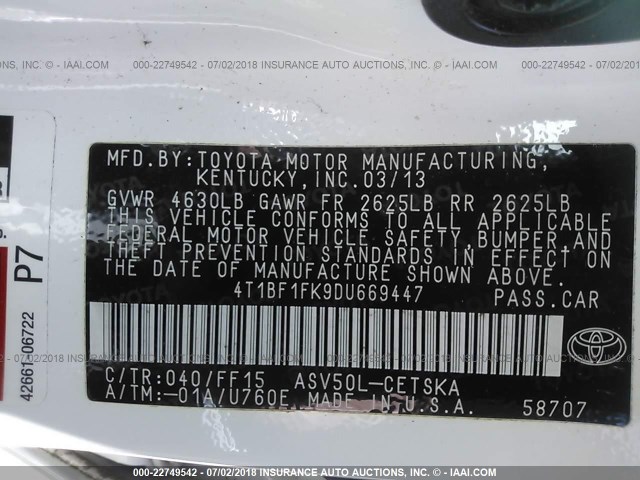 000-22749542 - 07/02/2018 - INSURANCE AUTO AUCTIONS, INC. - © - IAAI.COM
MFD.BY:TOYOTA MOTOR MANUFACTURING,
KENTUCKY,INC.03/13
GVWR 4630LB GAWR FR 2625LB RR 2625LB
THIS VEHICLE CONFORMS TO ALL APPLICABLE
FEDERAL MOTOR VEHICLE SAFETY,BUMPER,AND
THEFT PREVENTION STANDARDS IN EFFECT ON
THE DATE OF MANUFACTURE SHOWN ABOVE.
4T1BF1FK9DU669447 PASS.CAR
C/TR:040/FF15 ASV50L-CETSKA
A/TM:-01A/U760E MADE IN U.S.A. 58707
P7
42661-06722
000-22749542 - 07/02/2018 - INSURANCE AUTO AUCTIONS, INC. - © - IAAI.COM